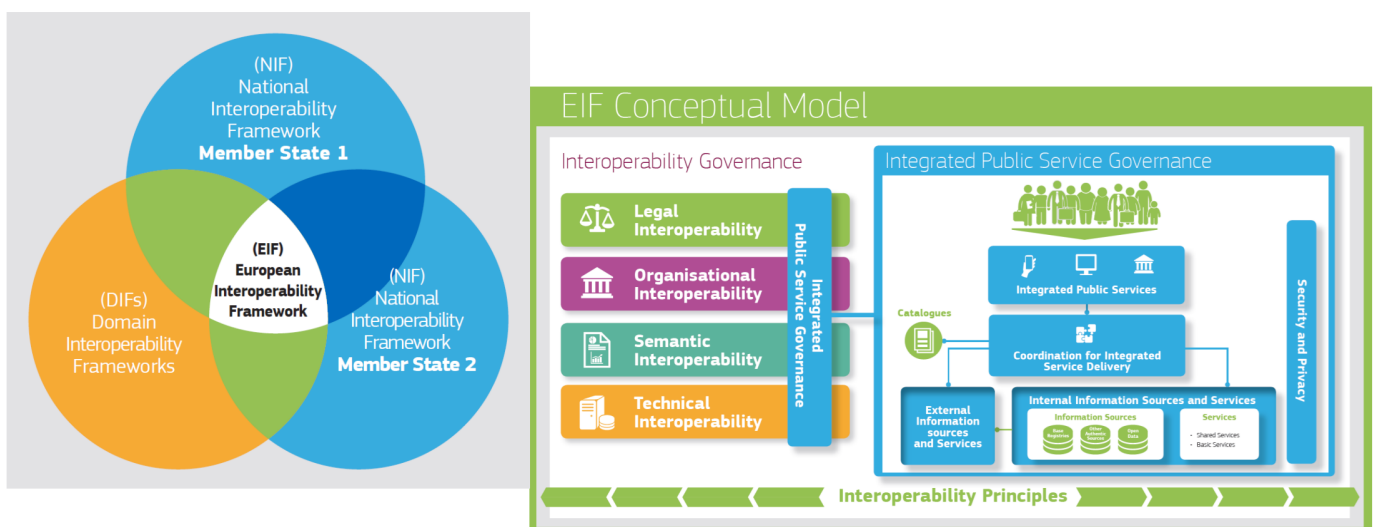 (NIF)
National
Interoperability
Framework
Member State 1
(EIF)
European
Interoperability
Framework
(DIFs)
Domain
Interoperability
Frameworks
(NIF)
National
Interoperability
Framework
Member State 2
EIF Conceptual Model
Interoperability Governance
Legal
Interoperability
Organisational
Interoperability
Semantic
Interoperability
Technical
Interoperability
Integrated
Public Service Governance
Integrated Public Service Governance
Integrated Public Services
Catalogues
Coordination for Integrated
Service Delivery
External
Information
sources
and Services
Internal Information Sources and Services
Information Sources
Base
Registries
Other
Authentic
Sources
Open
Data
Services
- Shared Services
- Basic Services
Security and Privacy
Interoperability Principles